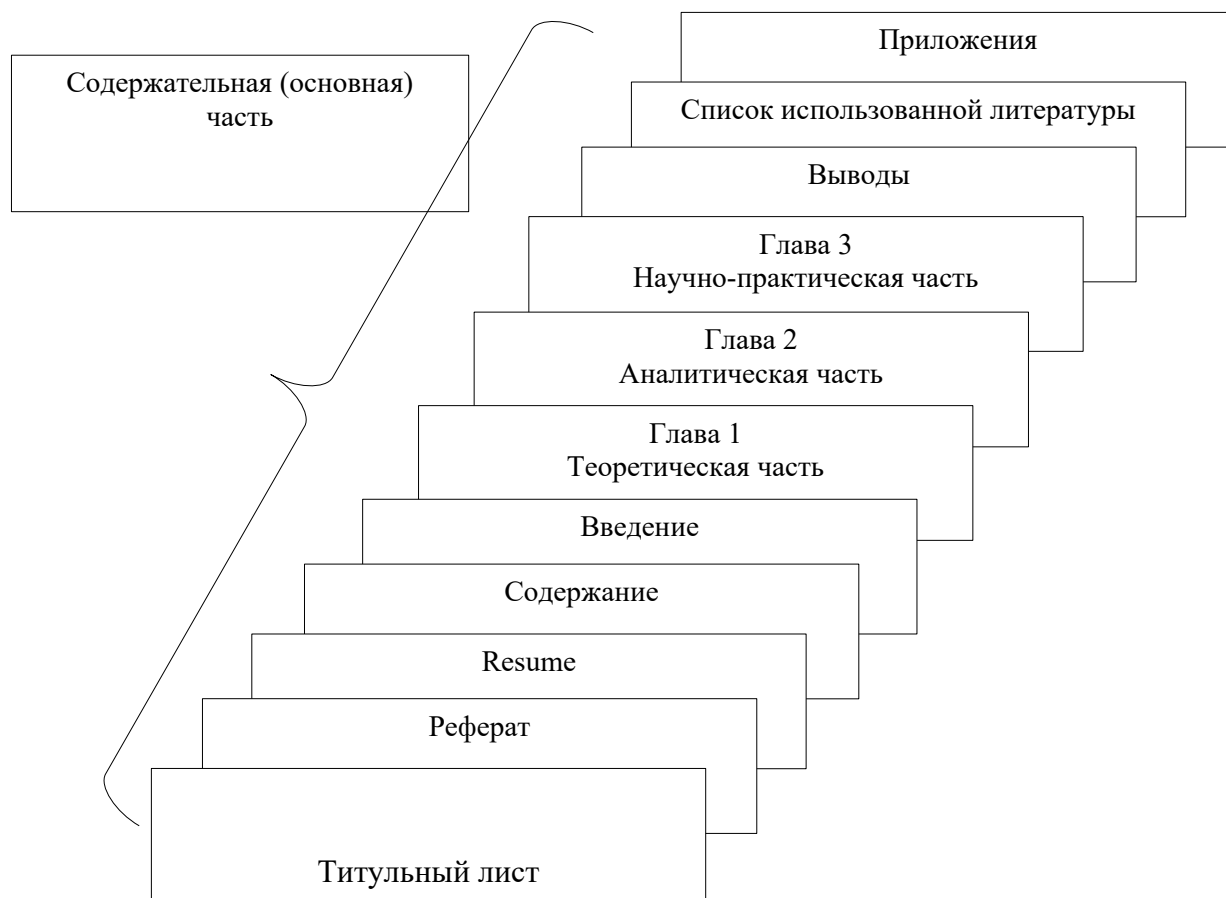 Приложения
Содержательная (основная)
часть
Список использованной литературы
Выводы
Глава 3
Научно-практическая часть
Глава 2
Аналитическая часть
Глава 1
Теоретическая часть
Введение
Содержание
Resume
Реферат
Титульный лист